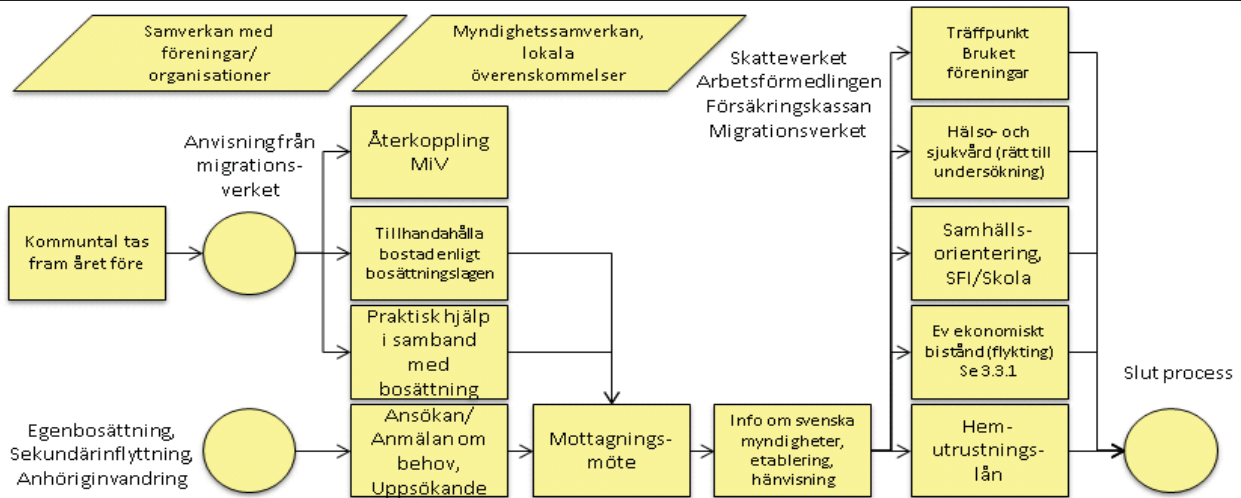 Samverkan med
föreningar/
organisationer
Myndighetssamverkan,
lokala
överenskommelser
Skatteverket
Arbetsförmedlingen
Försäkringskassan
Migrationsverket
Träffpunkt
Bruket
föreningar
Anvisning från
migrations-
verket
Återkoppling
MiV
Hälso- och
sjukvård (rätt till
undersökning)
Kommuntal tas
fram året före
Tillhandahålla
bostad enligt
bosättningslagen
Samhälls-
orientering,
SFI/Skola
Praktisk hjälp
i samband
med
bosättning
Ev ekonomiskt
bistånd (flykting)
Se 3.3.1
Slut process
Egenbosättning,
Sekundärinflyttning,
Anhöriginvandring
Ansökan/
Anmälan om
behov,
Uppsökande
Mottagnings-
möte
Info om svenska
myndigheter,
etablering,
hänvisning
Hem-
utrustnings-
lån